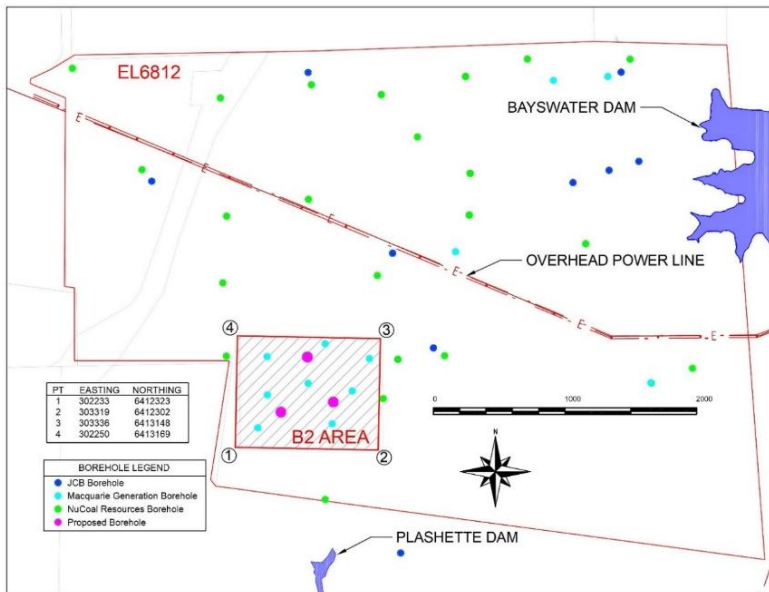 EL6812
BAYSWATER DAM
E
E
E
OVERHEAD POWER LINE
E
E
E
4
3
PT EASTING NORTHING
1 302233 6412323
2 303319 6412302
3 303336 6413148
4 302250 6413169
0 1000 2000
B2 AREA
1
2
N
BOREHOLE LEGEND
JCB Borehole
Macquarie Generation Borehole
NuCoal Resources Borehole
Proposed Borehole
PLASHETTE DAM